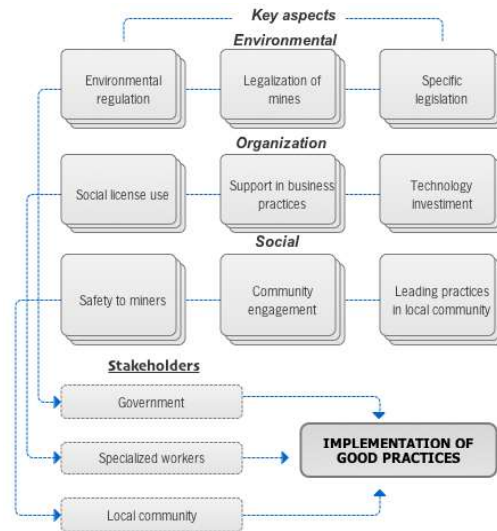 Key aspects
Environmental
Environmental
regulation
Legalization of
mines
Specific
legislation
Organization
Social license use
Support in business
practices
Technology
investiment
Social
Safety to miners
Community
engagement
Leading practices
in local community
Stakeholders
Government
Specialized workers
Local community
IMPLEMENTATION OF
GOOD PRACTICES